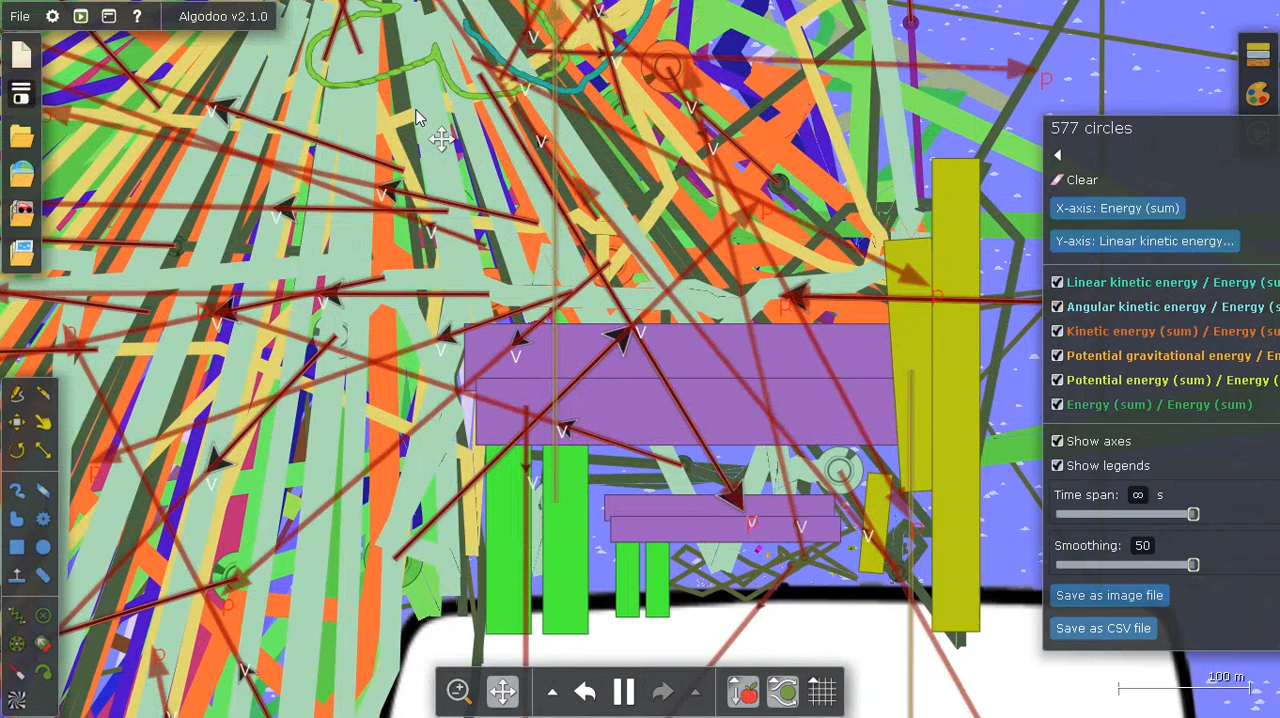 File ? Algodoo v2.1.0
577 circles
Clear
X-axis: Energy (sum)
Y-axis: Linear kinetic energy...
Linear kinetic energy / Energy (su
Angular kinetic energy / Energy (s
Kinetic energy (sum) / Energy (su
Potential gravitational energy / En
Potential energy (sum) / Energy (
Energy (sum) / Energy (sum)
Show axes
Show legends
Time span: ∞ s
Smoothing: 50
Save as image file
Save as CSV file
100 m